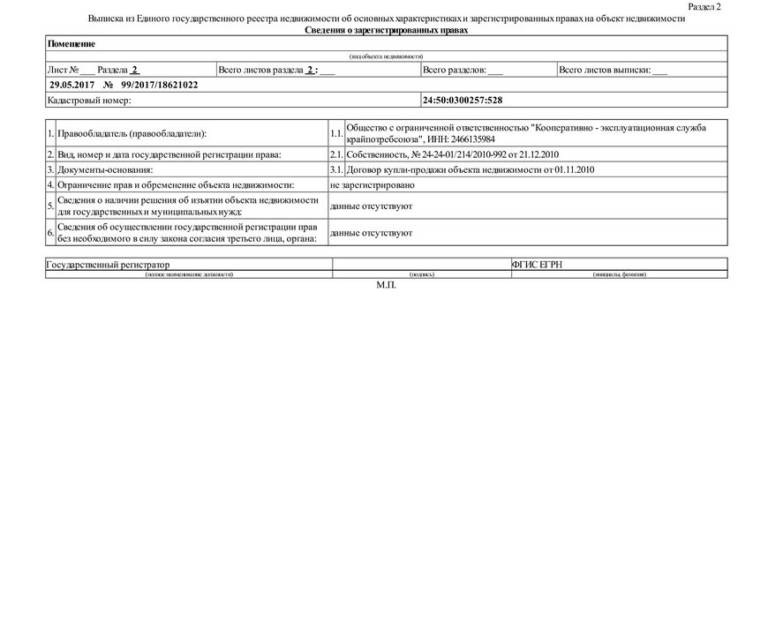 Раздел 2
Выписка из Единого государственного реестра недвижимости об основных характеристиках и зарегистрированных правах на объект недвижимости
Сведения о зарегистрированных правах
Помещение
(вид объекта недвижимости)
Лист № ___ Раздела 2 Всего листов раздела 2 : ___ Всего разделов: ___ Всего листов выписки: ___
29.05.2017 № 99/2017/18621022
Кадастровый номер: 24:50:0300257:528
1. Правообладатель (правообладатели): 1.1. Общество с ограниченной ответственностью "Кооперативно - эксплуатационная служба
крайпотребсоюза", ИНН: 2466135984
2. Вид, номер и дата государственной регистрации права: 2.1. Собственность, № 24-24-01/214/2010-992 от 21.12.2010
3. Документы-основания: 3.1. Договор купли-продажи объекта недвижимости от 01.11.2010
4. Ограничение прав и обременение объекта недвижимости: не зарегистрировано
5. Сведения о наличии решения об изъятии объекта недвижимости
для государственных и муниципальных нужд: данные отсутствуют
6. Сведения об осуществлении государственной регистрации прав
без необходимого в силу закона согласия третьего лица, органа: данные отсутствуют
Государственный регистратор ФГИС ЕГРН
(полное наименование должности) (подпись) (инициалы, фамилия)
М.П.